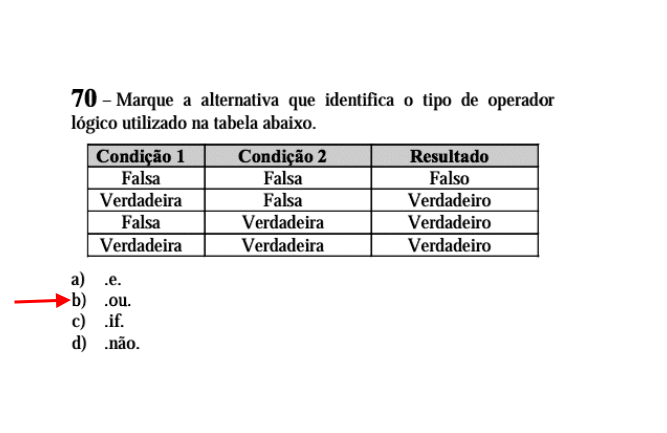 70 – Marque a alternativa que identifica o tipo de operador
lógico utilizado na tabela abaixo.
Condição 1 Condição 2 Resultado
Falsa Falsa Falso
Verdadeira Falsa Verdadeiro
Falsa Verdadeira Verdadeiro
Verdadeira Verdadeira Verdadeiro
a) .e.
b) .ou.
c) .if.
d) .não.